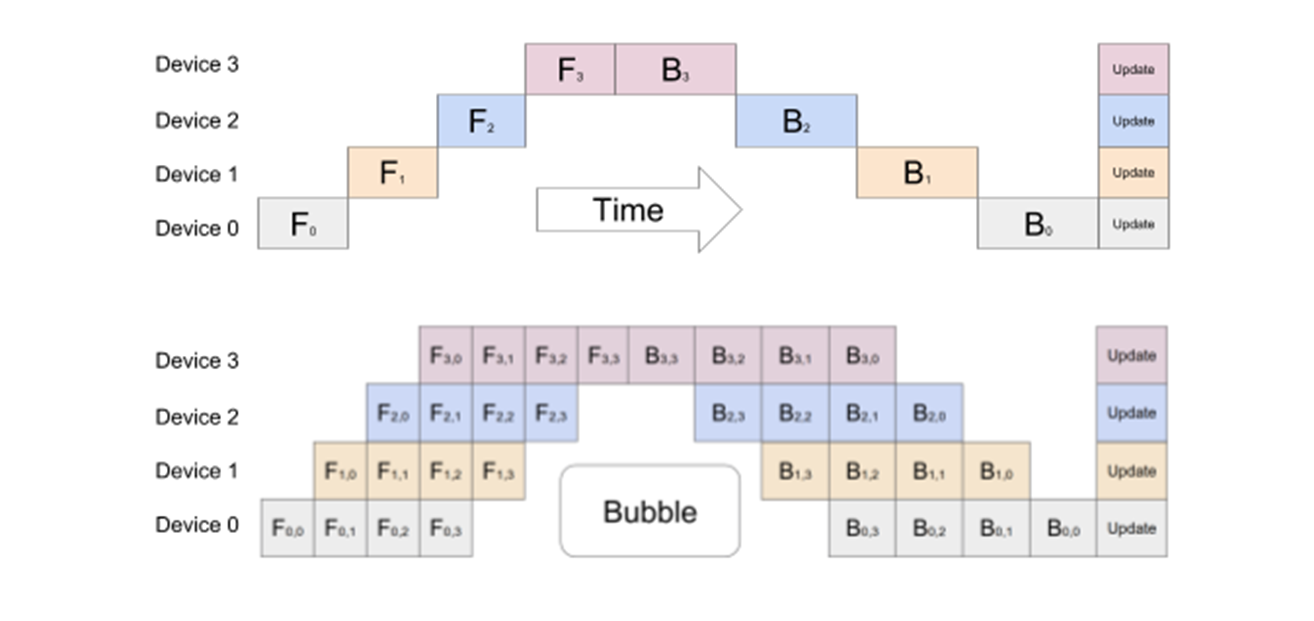 Device 3 F₃ B₃ Update
Device 2 F₂ B₂ Update
Device 1 F₁ B₁ Update
Time
Device 0 F₀ B₀ Update
Device 3 F₃,₀ F₃,₁ F₃,₂ F₃,₃ B₃,₃ B₃,₂ B₃,₁ B₃,₀ Update
Device 2 F₂,₀ F₂,₁ F₂,₂ F₂,₃ B₂,₃ B₂,₂ B₂,₁ B₂,₀ Update
Device 1 F₁,₀ F₁,₁ F₁,₂ F₁,₃ B₁,₃ B₁,₂ B₁,₁ B₁,₀ Update
Bubble
Device 0 F₀,₀ F₀,₁ F₀,₂ F₀,₃ B₀,₃ B₀,₂ B₀,₁ B₀,₀ Update